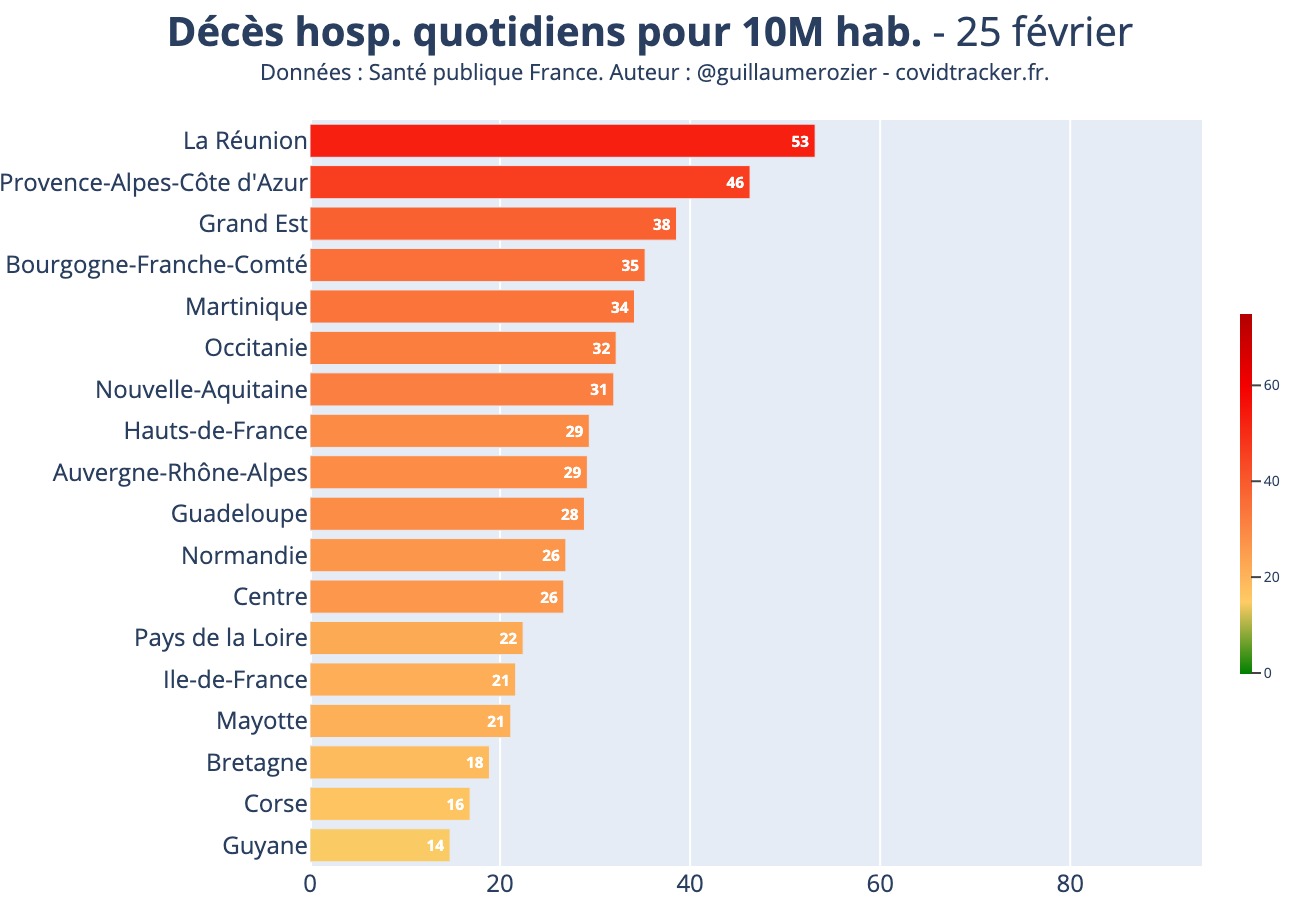 Décès hosp. quotidiens pour 10M hab. - 25 février
Données : Santé publique France. Auteur : @guillaumerozier - covidtracker.fr.
La Réunion 53
Provence-Alpes-Côte d'Azur 46
Grand Est 38
Bourgogne-Franche-Comté 35
Martinique 34
Occitanie 32
Nouvelle-Aquitaine 31
Hauts-de-France 29
Auvergne-Rhône-Alpes 29
Guadeloupe 28
Normandie 26
Centre 26
Pays de la Loire 22
Ile-de-France 21
Mayotte 21
Bretagne 18
Corse 16
Guyane 14
0 20 40 60 80
60
40
20
0